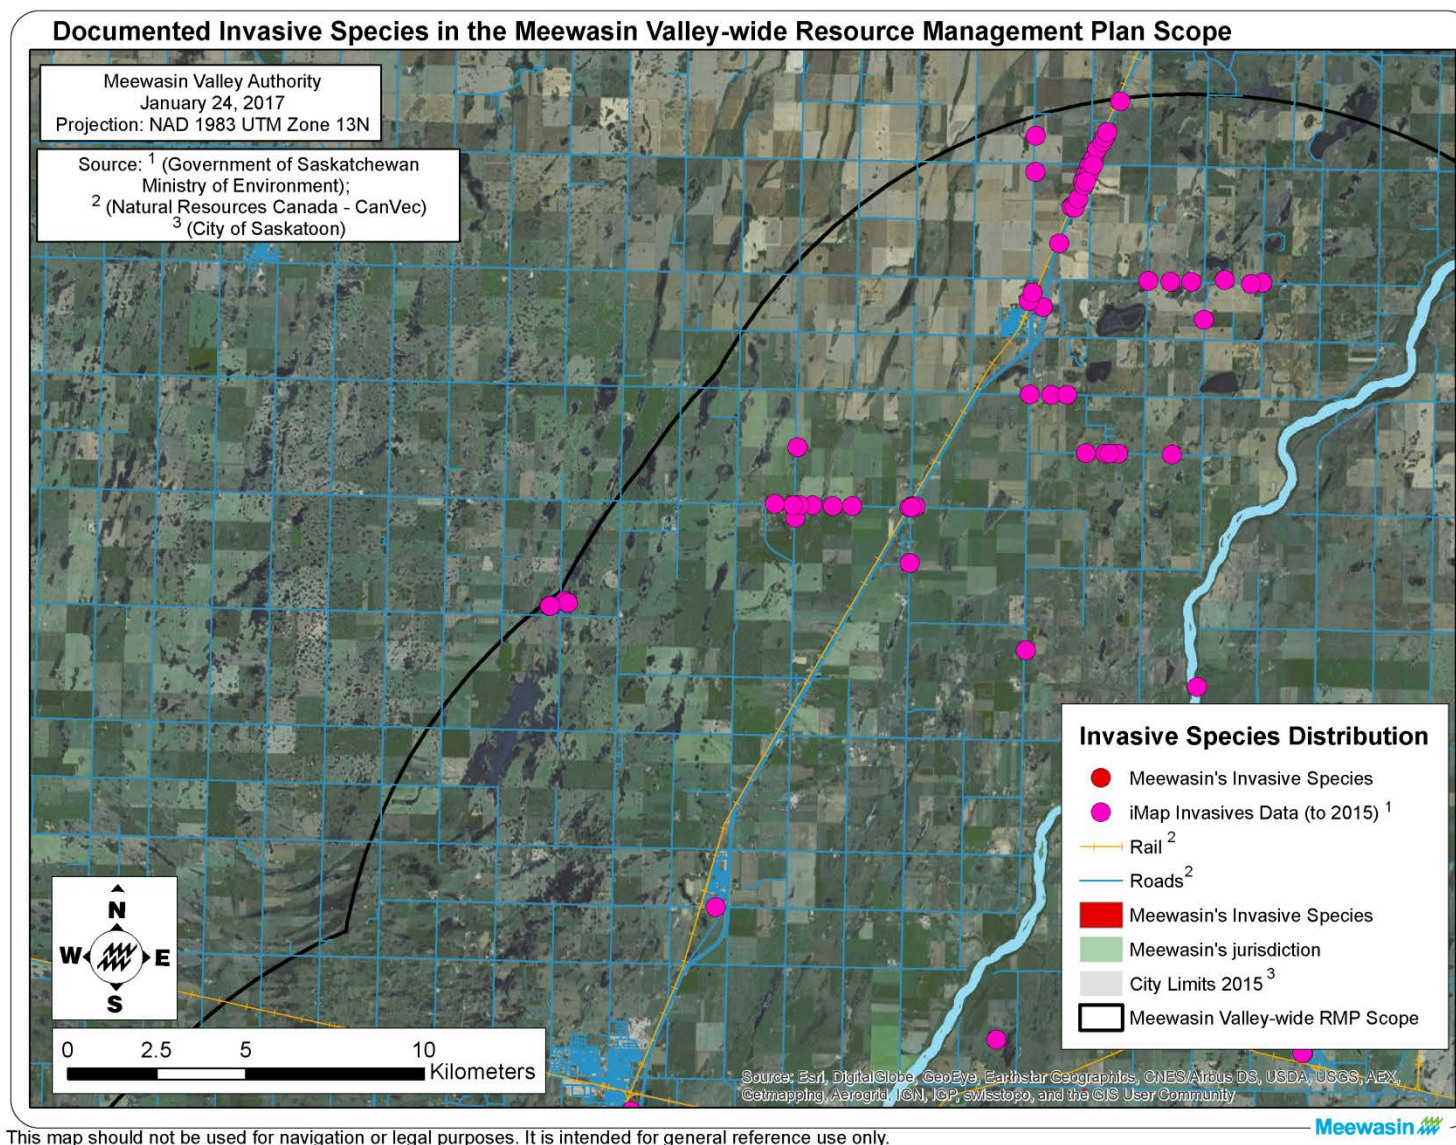 Documented Invasive Species in the Meewasin Valley-wide Resource Management Plan Scope
Meewasin Valley Authority
January 24, 2017
Projection: NAD 1983 UTM Zone 13N
Source: 1 (Government of Saskatchewan
Ministry of Environment);
2 (Natural Resources Canada - CanVec)
3 (City of Saskatoon)
Invasive Species Distribution
Meewasin's Invasive Species
iMap Invasives Data (to 2015) 1
Rail 2
Roads2
Meewasin's Invasive Species
Meewasin's jurisdiction
City Limits 2015 3
Meewasin Valley-wide RMP Scope
N
W E
S
0 2.5 5 10
Kilometers
Source: Esri, DigitalGlobe, GeoEye, Earthstar Geographics, CNES/Airbus DS, USDA, USGS, AEX,
Getmapping, Aerogrid, IGN, IGP, swisstopo, and the GIS User Community
This map should not be used for navigation or legal purposes. It is intended for general reference use only.
Meewasin